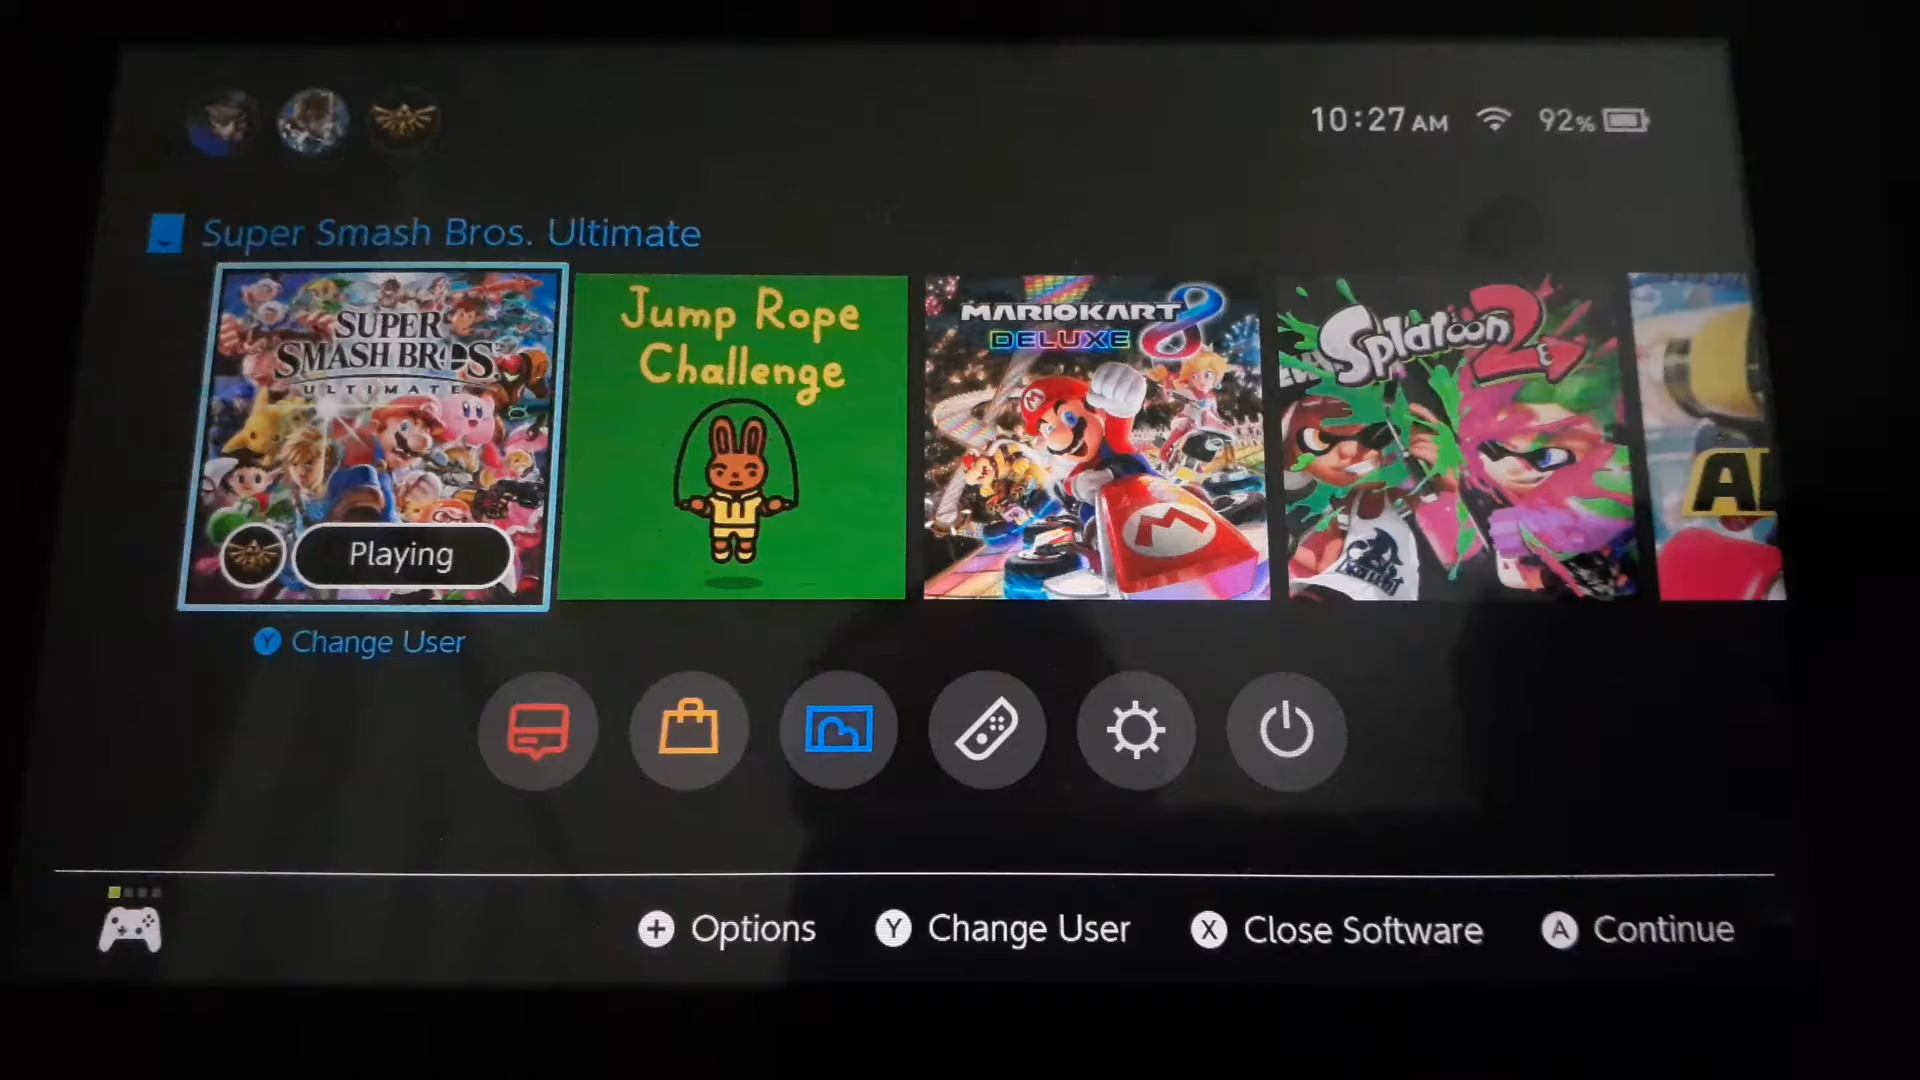 10:27 AM 92%
Super Smash Bros. Ultimate
SUPER
SMASH BROS.
ULTIMATE
Playing
Jump Rope
Challenge
MARIOKART 8
DELUXE
Splatoon 2
Y Change User
+ Options Y Change User X Close Software A Continue